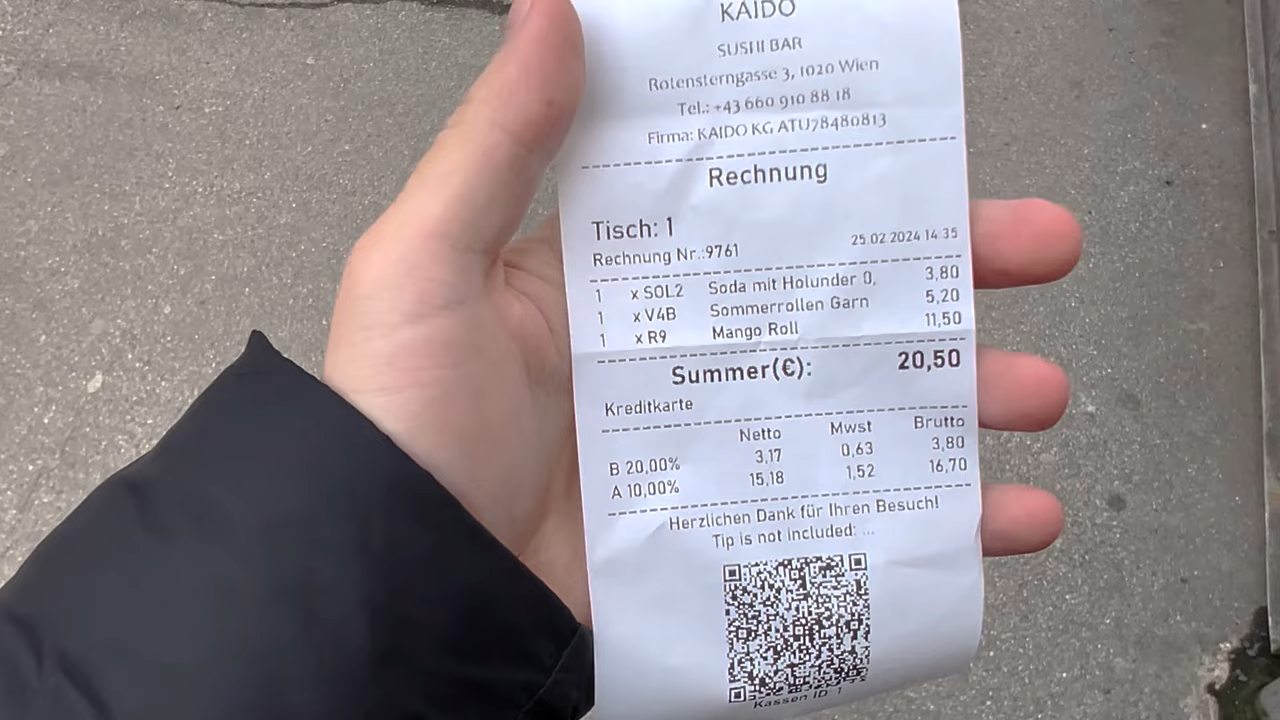 KAIDO
SUSHI BAR
Rotensterngasse 3, 1020 Wien
Tel.: +43 660 910 88 18
Firma: KAIDO KG ATU78480813
Rechnung
Tisch: 1
Rechnung Nr.:9761 25.02.2024 14:35
1 x SOL2 Soda mit Holunder 0, 3,80
1 x V4B Sommerrollen Garn 5,20
1 x R9 Mango Roll 11,50
Summer(€): 20,50
Kreditkarte
Netto Mwst Brutto
B 20,00% 3,17 0,63 3,80
A 10,00% 15,18 1,52 16,70
Herzlichen Dank für Ihren Besuch!
Tip is not included: ...
Kassen ID: 1